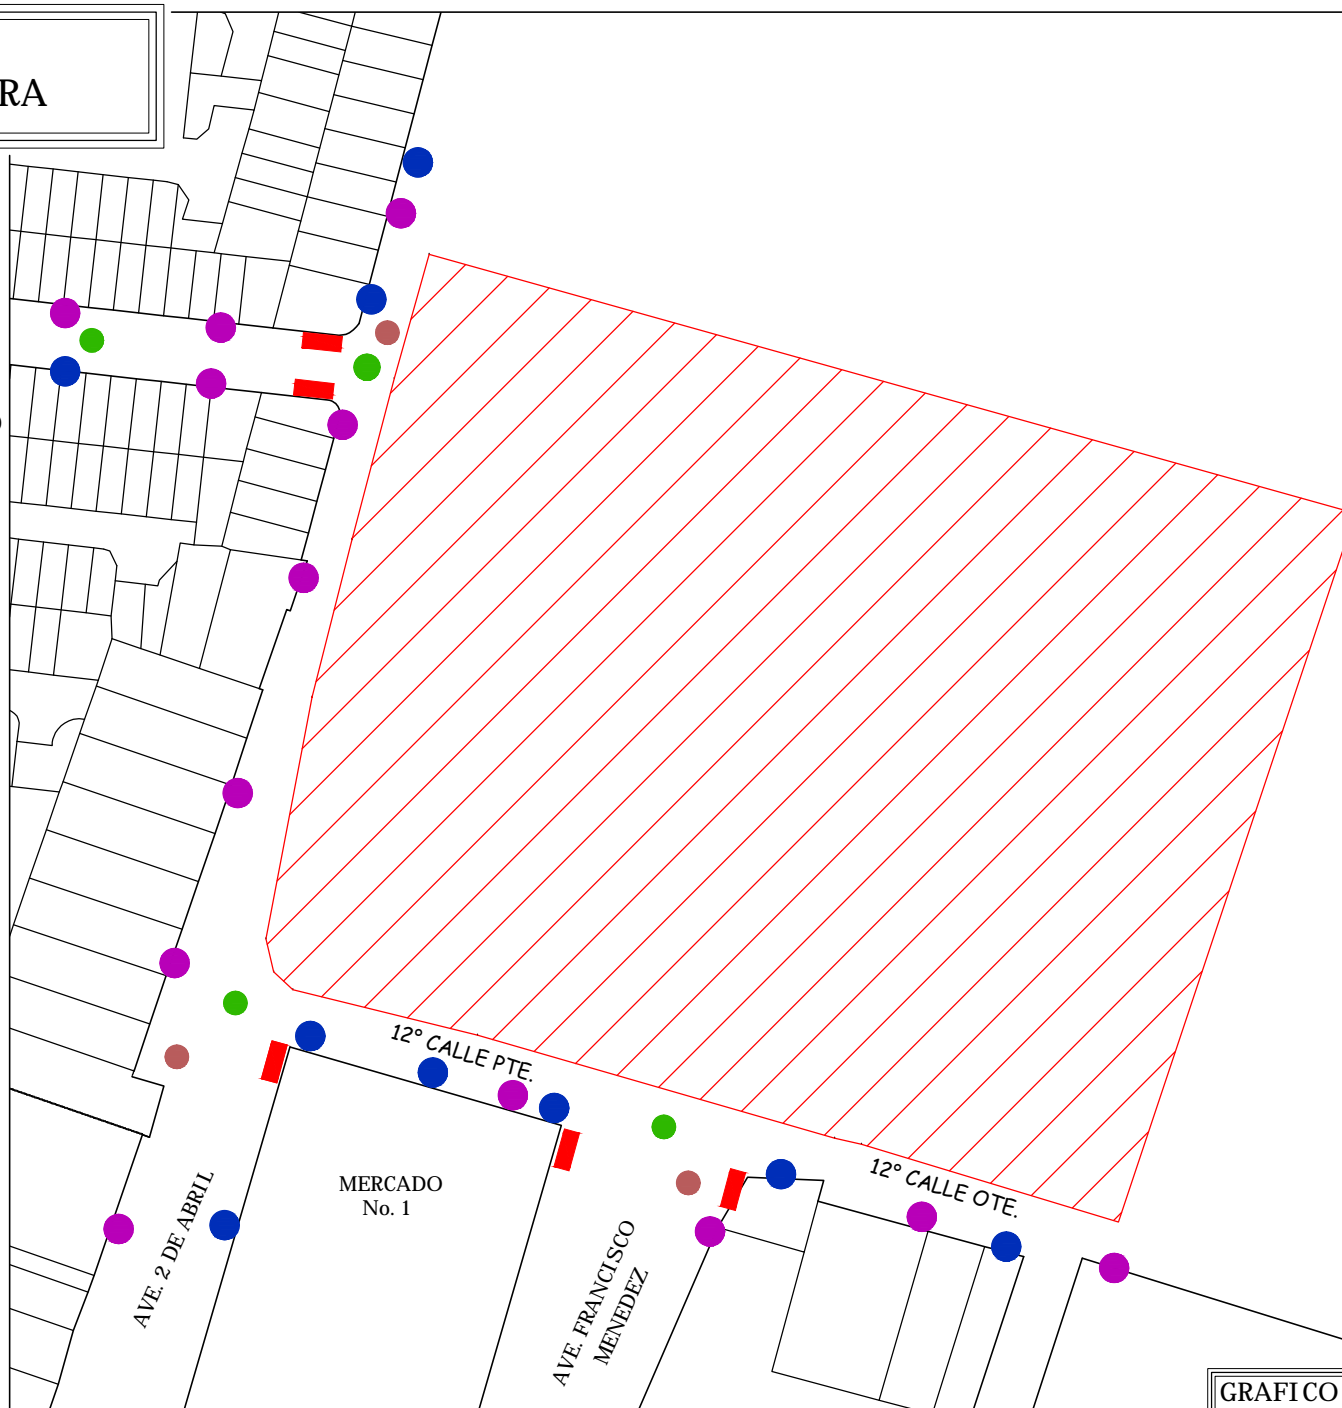 RA
12° CALLE PTE.
MERCADO
No. 1
12° CALLE OTE.
AVE. 2 DE ABRIL
AVE. FRANCISCO
MENEDEZ
GRAFICO